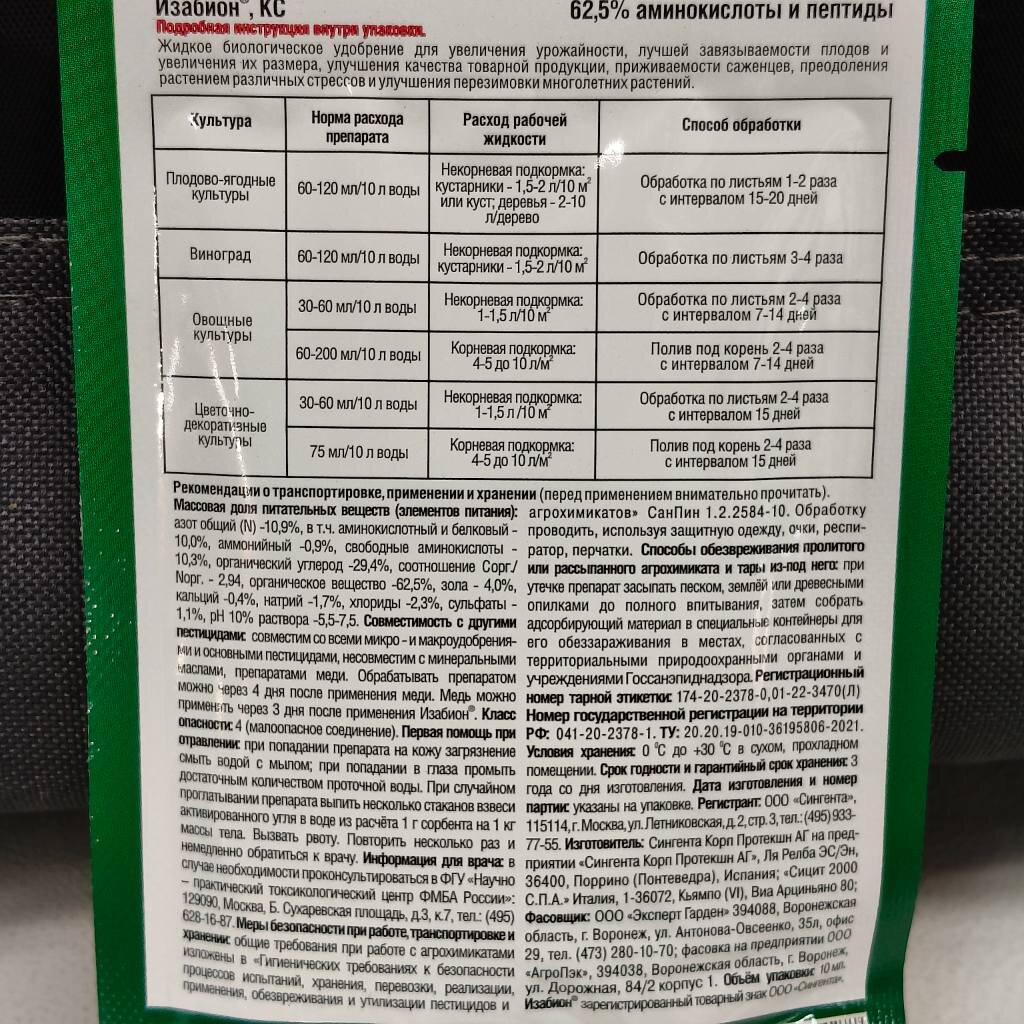 Изабион®, КС
62,5% аминокислоты и пептиды
Подробная инструкция внутри упаковки.
Жидкое биологическое удобрение для увеличения урожайности, лучшей завязываемости плодов и
увеличения их размера, улучшения качества товарной продукции, приживаемости саженцев, преодоления
растением различных стрессов и улучшения перезимовки многолетних растений.
Культура
Норма расхода
препарата
Расход рабочей
жидкости
Способ обработки
Плодово-ягодные
культуры
60-120 мл/10 л воды
Некорневая подкормка:
кустарники - 1,5-2 л/10 м²
или куст; деревья - 2-10
л/дерево
Обработка по листьям 1-2 раза
с интервалом 15-20 дней
Виноград
60-120 мл/10 л воды
Некорневая подкормка:
кустарники - 1,5-2 л/10 м²
Обработка по листьям 3-4 раза
Овощные
культуры
30-60 мл/10 л воды
Некорневая подкормка:
1-1,5 л/10 м²
Обработка по листьям 2-4 раза
с интервалом 7-14 дней
60-200 мл/10 л воды
Корневая подкормка:
4-5 до 10 л/м²
Полив под корень 2-4 раза
с интервалом 7-14 дней
Цветочно-
декоративные
культуры
30-60 мл/10 л воды
Некорневая подкормка:
1-1,5 л /10 м²
Обработка по листьям 2-4 раза
с интервалом 15 дней
75 мл/10 л воды
Корневая подкормка:
4-5 до 10 л/м²
Полив под корень 2-4 раза
с интервалом 15 дней
Рекомендации о транспортировке, применении и хранении (перед применением внимательно прочитать).
Массовая доля питательных веществ (элементов питания):
азот общий (N) -10,9%, в т.ч. аминокислотный и белковый -
10,0%, аммонийный -0,9%, свободные аминокислоты -
10,3%, органический углерод -29,4%, соотношение Сорг./
Nорг. - 2,94, органическое вещество -62,5%, зола - 4,0%,
кальций -0,4%, натрий -1,7%, хлориды -2,3%, сульфаты -
1,1%, pH 10% раствора -5,5-7,5. Совместимость с другими
пестицидами: совместим со всеми микро - и макроудобрения-
ми и основными пестицидами, несовместим с минеральными
маслами, препаратами меди. Обрабатывать препаратом
можно через 4 дня после применения меди. Медь можно
применять через 3 дня после применения Изабион®. Класс
опасности: 4 (малоопасное соединение). Первая помощь при
отравлении: при попадании препарата на кожу загрязнение
смыть водой с мылом; при попадании в глаза промыть
достаточным количеством проточной воды. При случайном
проглатывании препарата выпить несколько стаканов взвеси
активированного угля в воде из расчёта 1 г сорбента на 1 кг
массы тела. Вызвать рвоту. Повторить несколько раз и
немедленно обратиться к врачу. Информация для врача: в
случае необходимости проконсультироваться в ФГУ «Научно
– практический токсикологический центр ФМБА России»:
129090, Москва, Б. Сухаревская площадь, д.3, к.7, тел.: (495)
628-16-87. Меры безопасности при работе, транспортировке и
хранении: общие требования при работе с агрохимикатами
изложены в «Гигиенических требованиях к безопасности
процессов испытаний, хранения, перевозки, реализации,
применения, обезвреживания и утилизации пестицидов и
агрохимикатов» СанПин 1.2.2584-10. Обработку
проводить, используя защитную одежду, очки, респи-
ратор, перчатки. Способы обезвреживания пролитого
или рассыпанного агрохимиката и тары из-под него: при
утечке препарат засыпать песком, землёй или древесными
опилками до полного впитывания, затем собрать
адсорбирующий материал в специальные контейнеры для
его обеззараживания в местах, согласованных с
территориальными природоохранными органами и
учреждениями Госсанэпиднадзора. Регистрационный
номер тарной этикетки: 174-20-2378-0,01-22-3470(Л)
Номер государственной регистрации на территории
РФ: 041-20-2378-1. ТУ: 20.20.19-010-36195806-2021.
Условия хранения: 0 °С до +30 °С в сухом, прохладном
помещении. Срок годности и гарантийный срок хранения: 3
года со дня изготовления. Дата изготовления и номер
партии: указаны на упаковке. Регистрант: ООО «Сингента»,
115114, г. Москва, ул. Летниковская, д. 2, стр. 3, тел.: (495) 933-
77-55. Изготовитель: Сингента Корп Протекшн АГ на пред-
приятии «Сингента Корп Протекшн АГ», Ля Релба ЭС/Эн,
36400, Поррино (Понтеведра), Испания; «Сицит 2000
С.П.А.» Италия, 1-36072, Кьямпо (VI), Виа Арциньяно 80;
Фасовщик: ООО «Эксперт Гарден» 394088, Воронежская
область, г. Воронеж, ул. Антонова-Овсеенко, 35л, офис
29, тел. (473) 280-10-70; фасовка на предприятии ООО
«АгроПэк», 394038, Воронежская область, г. Воронеж,
ул. Дорожная, 84/2 корпус 1. Объём упаковки: 10 мл.
Изабион® зарегистрированный товарный знак ООО «Сингента».